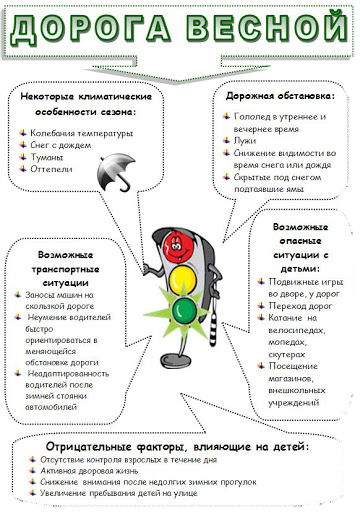 ДОРОГА ВЕСНОЙ
Некоторые климатические
особенности сезона:
Колебания температуры
Снег с дождем
Туманы
Оттепели
Дорожная обстановка:
Гололед в утреннее и
вечернее время
Лужи
Снижение видимости во
время снега или дождя
Скрытые под снегом
подтаявшие ямы
Возможные
транспортные
ситуации
Заносы машин на
скользкой дороге
Неумение водителей
быстро
ориентироваться в
меняющейся
обстановке дороги
Неадаптированность
водителей после
зимней стоянки
автомобилей
Возможные
опасные
ситуации с
детьми:
Подвижные игры
во дворе, у дорог
Переход дорог
Катание на
велосипедах,
мопедах,
скутерах
Посещение
магазинов,
внешкольных
учреждений
Отрицательные факторы, влияющие на детей:
Отсутствие контроля взрослых в течение дня
Активная дворовая жизнь
Снижение внимания после недолгих зимних прогулок
Увеличение пребывания детей на улице